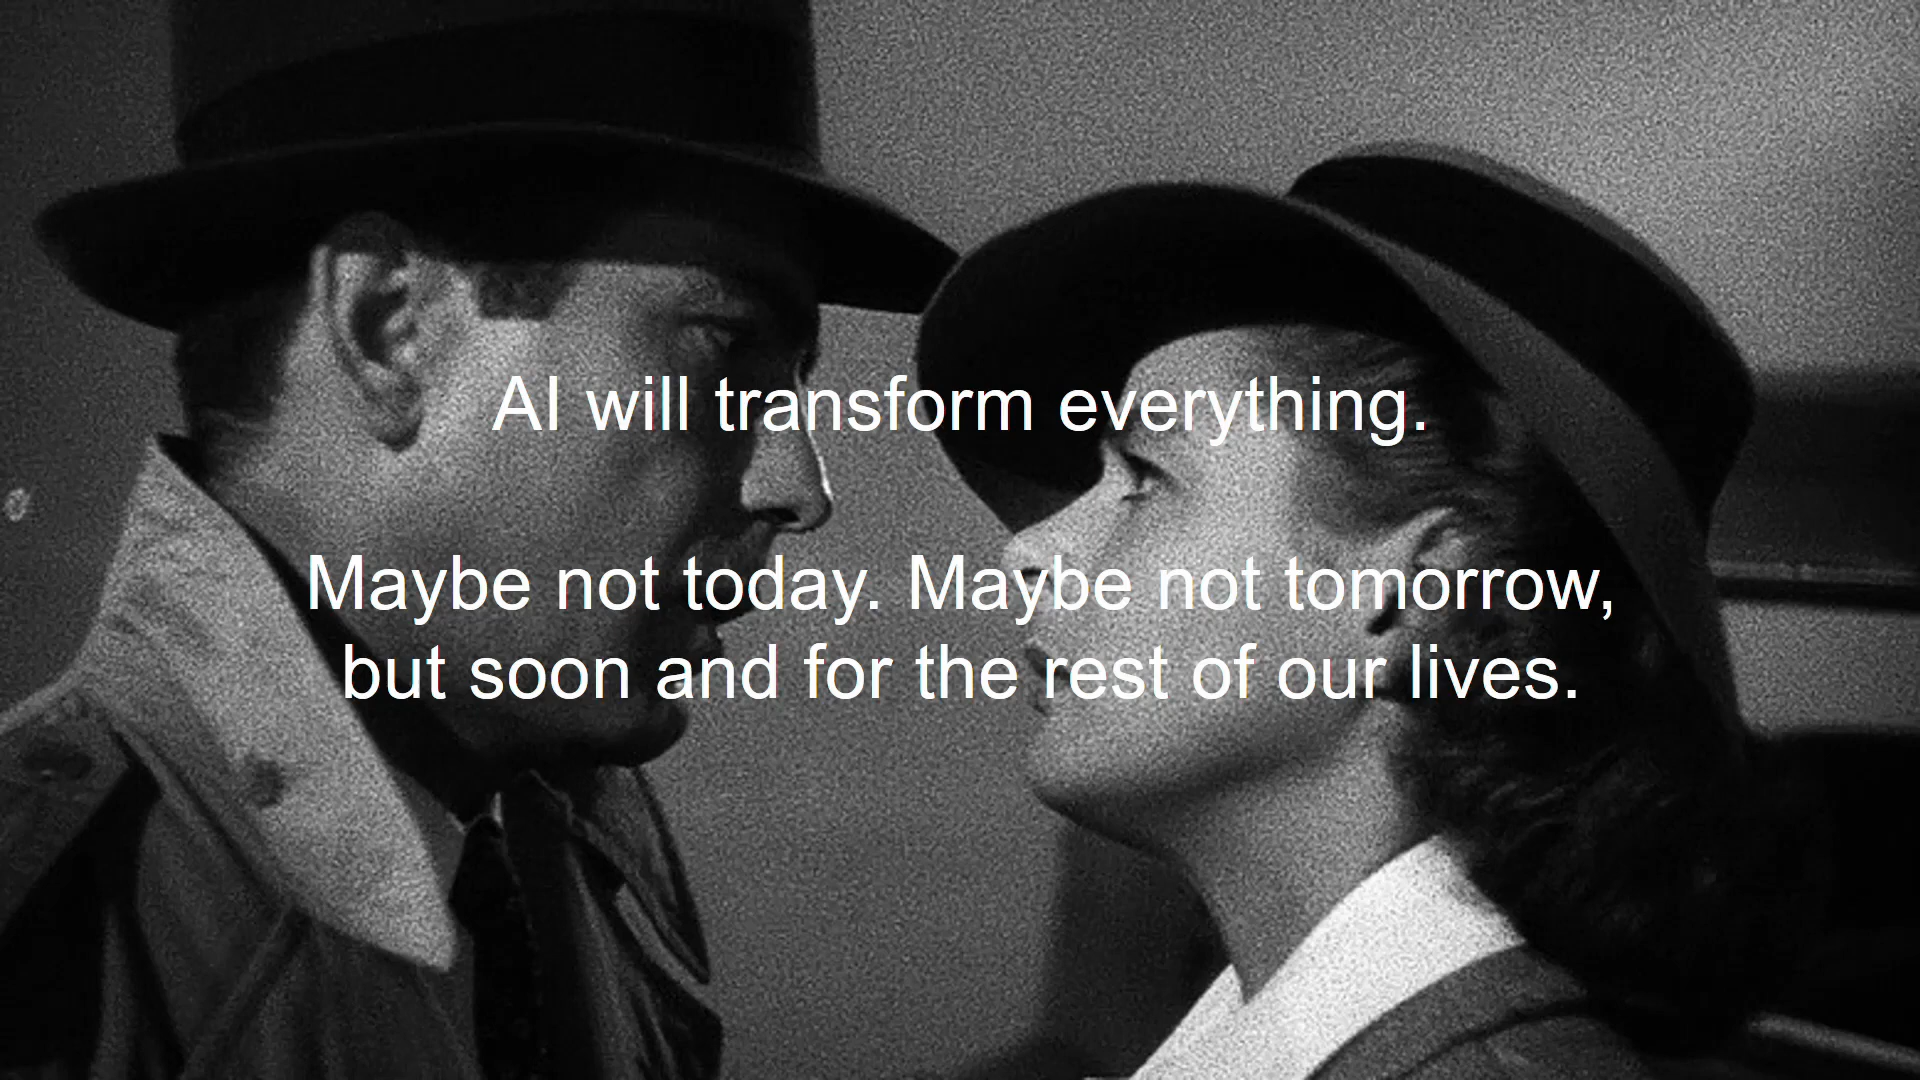 AI will transform everything.
Maybe not today. Maybe not tomorrow,
but soon and for the rest of our lives.